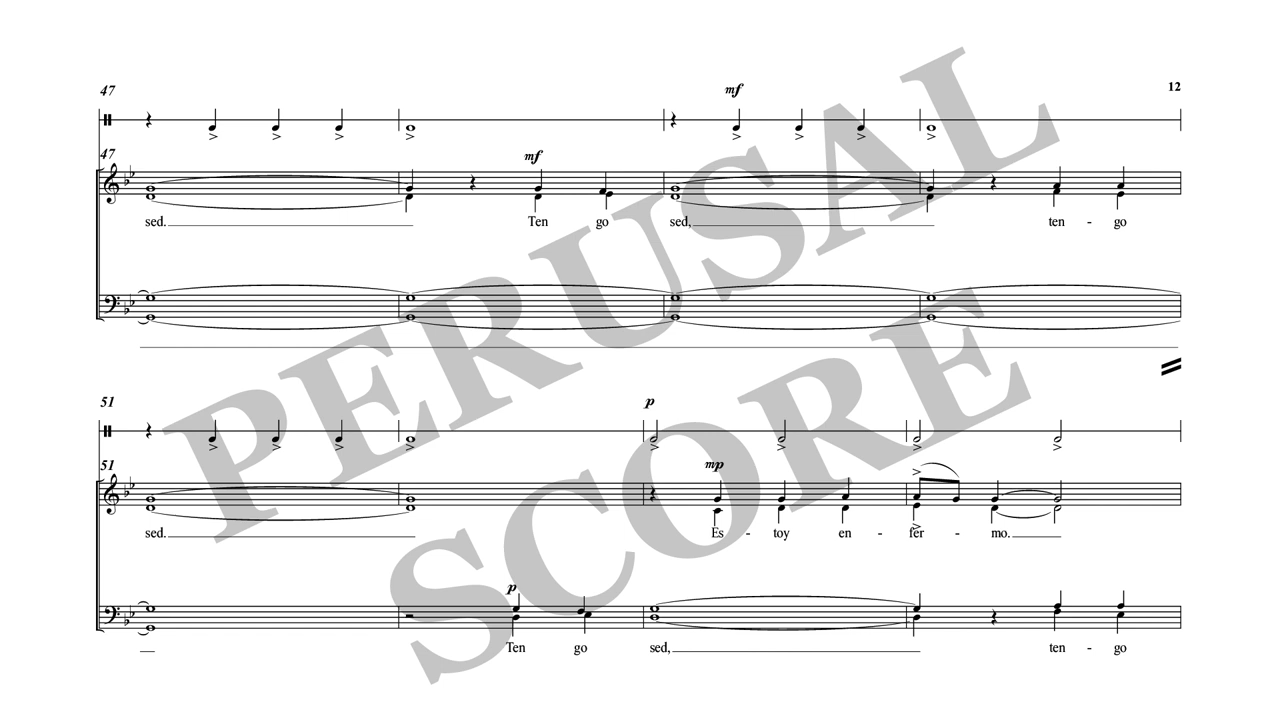 47
mf
12
47
mf
sed. Ten go sed, ten - go
51
p
51
mp
sed. Es - toy en - fer - mo.
p
Ten go sed, ten - go
PERUSAL
SCORE